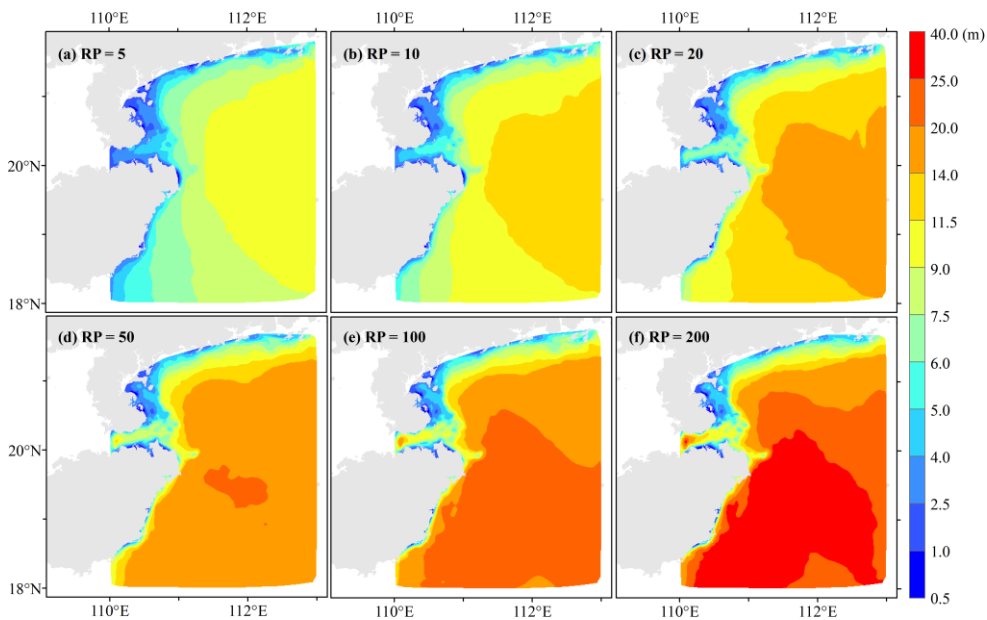 110°E 112°E 110°E 112°E 110°E 112°E
(a) RP = 5 (b) RP = 10 (c) RP = 20
20°N
18°N
(d) RP = 50 (e) RP = 100 (f) RP = 200
20°N
18°N
110°E 112°E 110°E 112°E 110°E 112°E
40.0 (m)
25.0
20.0
14.0
11.5
9.0
7.5
6.0
5.0
4.0
2.5
1.0
0.5